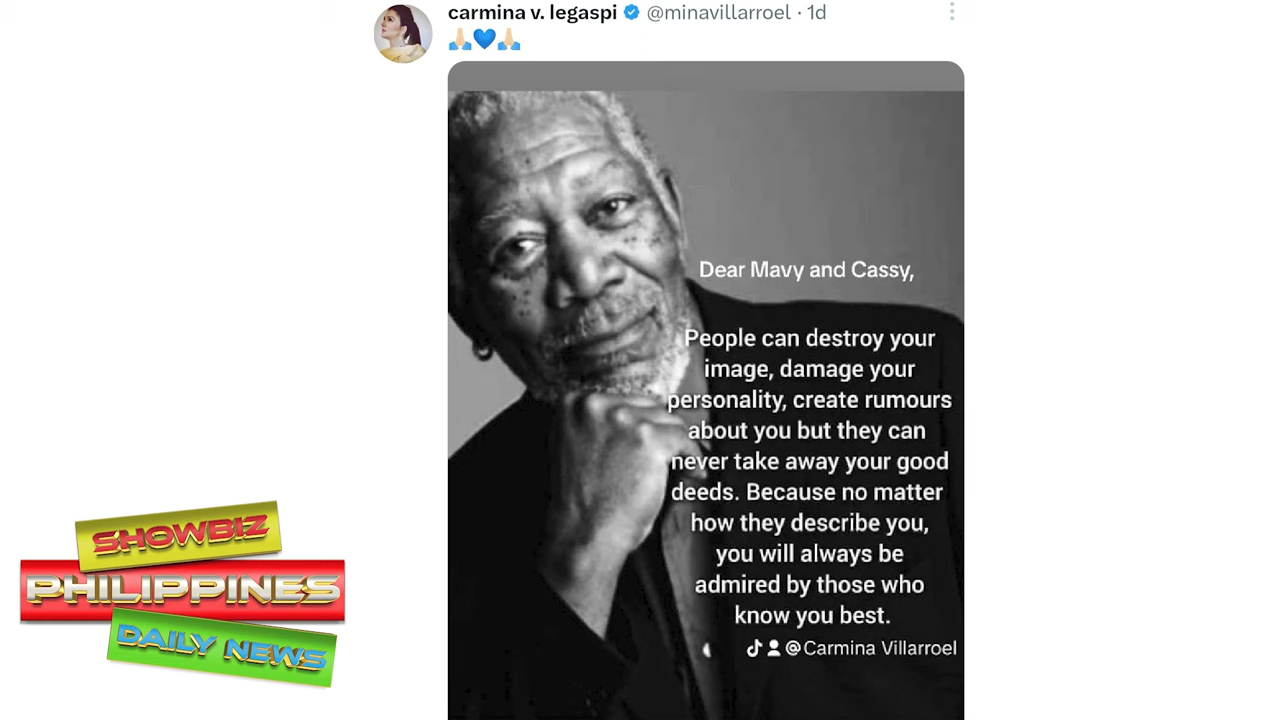 carmina v. legaspi @minavillarroel · 1d
🙏🏻💙🙏🏻
Dear Mavy and Cassy,
People can destroy your
image, damage your
personality, create rumours
about you but they can
never take away your good
deeds. Because no matter
how they describe you,
you will always be
admired by those who
know you best.
@Carmina Villarroel
SHOWBIZ
PHILIPPINES
DAILY NEWS